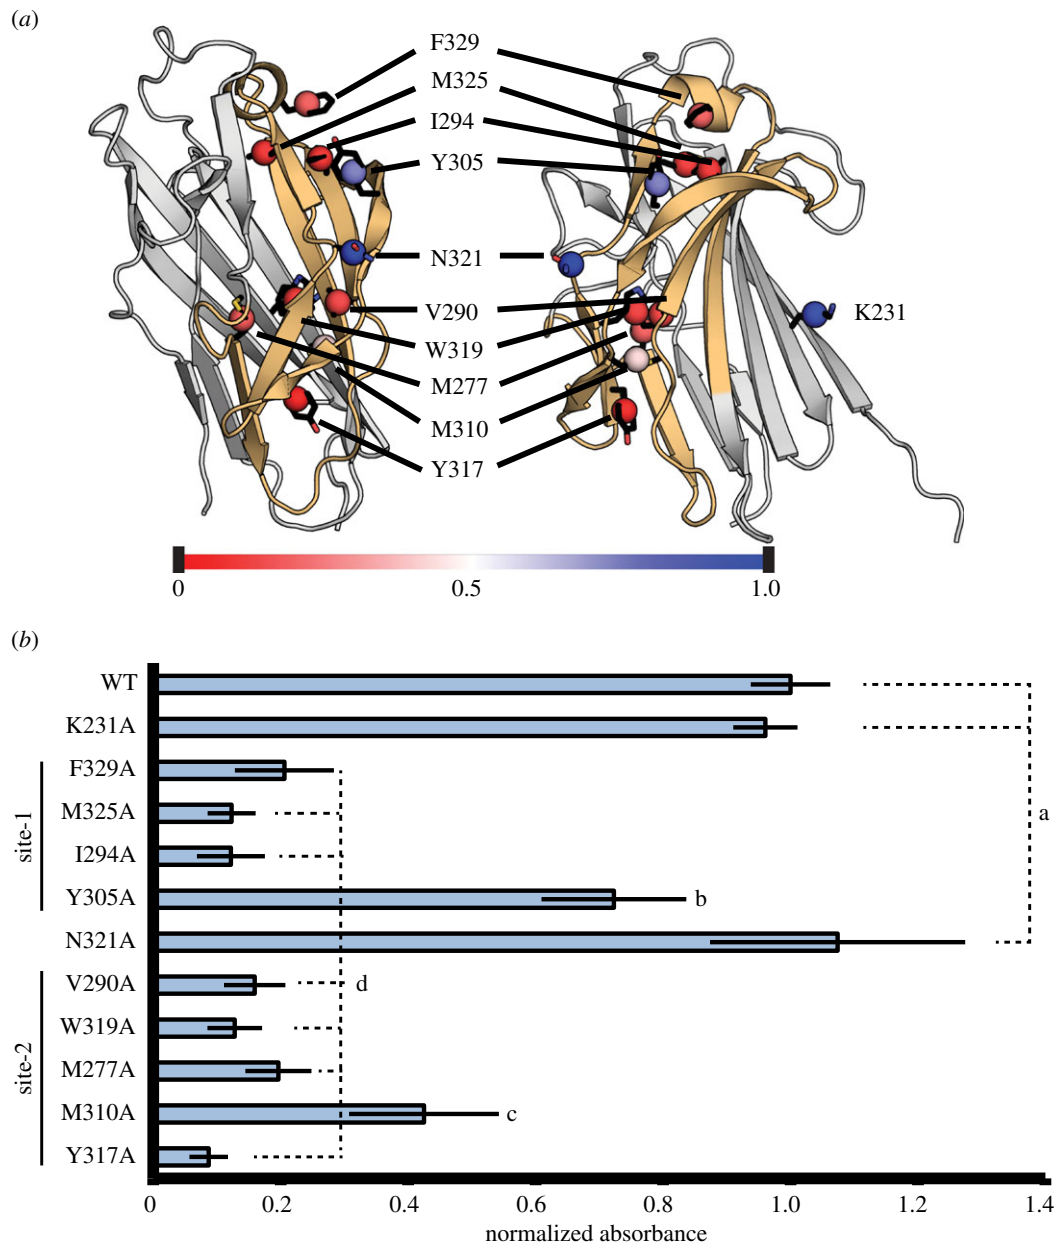 (a)
F329
M325
I294
Y305
N321
V290
K231
W319
M277
M310
Y317
0 0.5 1.0
(b)
WT
K231A
F329A
M325A
a
site-1
I294A
Y305A
b
N321A
V290A
d
W319A
site-2
M277A
M310A
c
Y317A
0 0.2 0.4 0.6 0.8 1.0 1.2 1.4
normalized absorbance